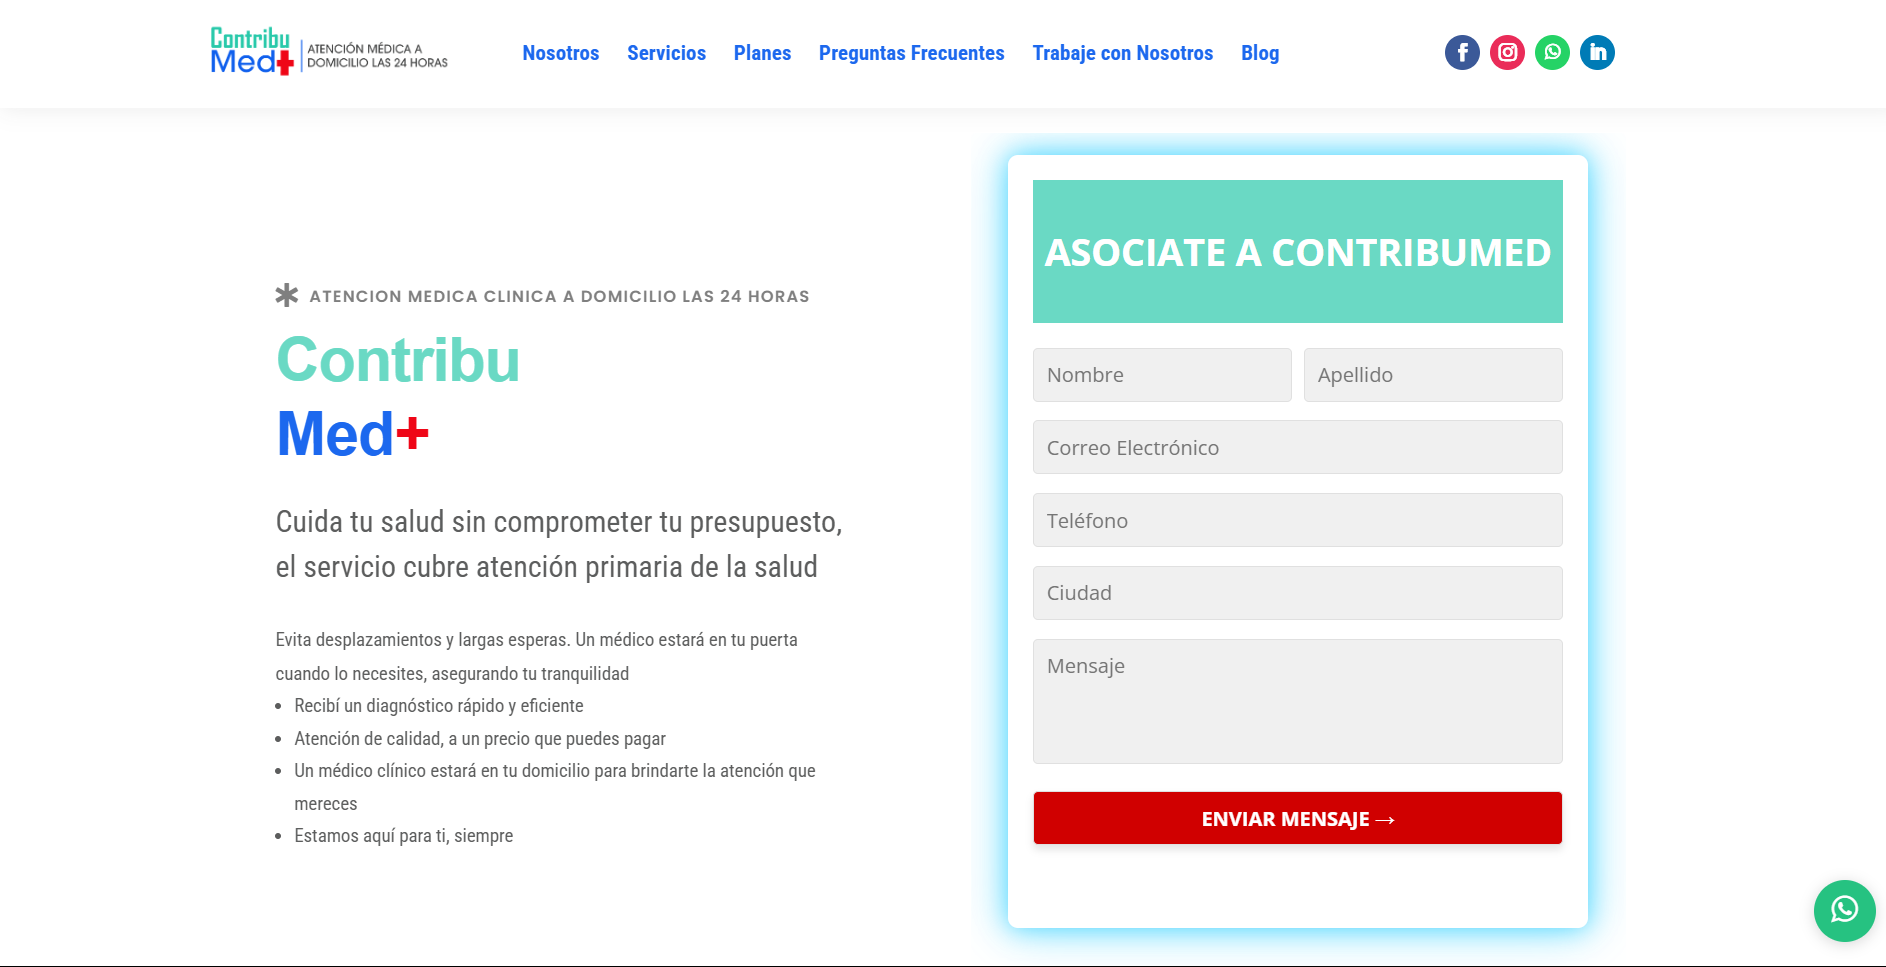 Contribu
Med+
ATENCIÓN MÉDICA A
DOMICILIO LAS 24 HORAS
Nosotros Servicios Planes Preguntas Frecuentes Trabaje con Nosotros Blog
ATENCION MEDICA CLINICA A DOMICILIO LAS 24 HORAS
Contribu
Med+
Cuida tu salud sin comprometer tu presupuesto,
el servicio cubre atención primaria de la salud
Evita desplazamientos y largas esperas. Un médico estará en tu puerta
cuando lo necesites, asegurando tu tranquilidad
Recibí un diagnóstico rápido y eficiente
Atención de calidad, a un precio que puedes pagar
Un médico clínico estará en tu domicilio para brindarte la atención que
mereces
Estamos aquí para ti, siempre
ASOCIATE A CONTRIBUMED
Nombre Apellido
Correo Electrónico
Teléfono
Ciudad
Mensaje
ENVIAR MENSAJE →